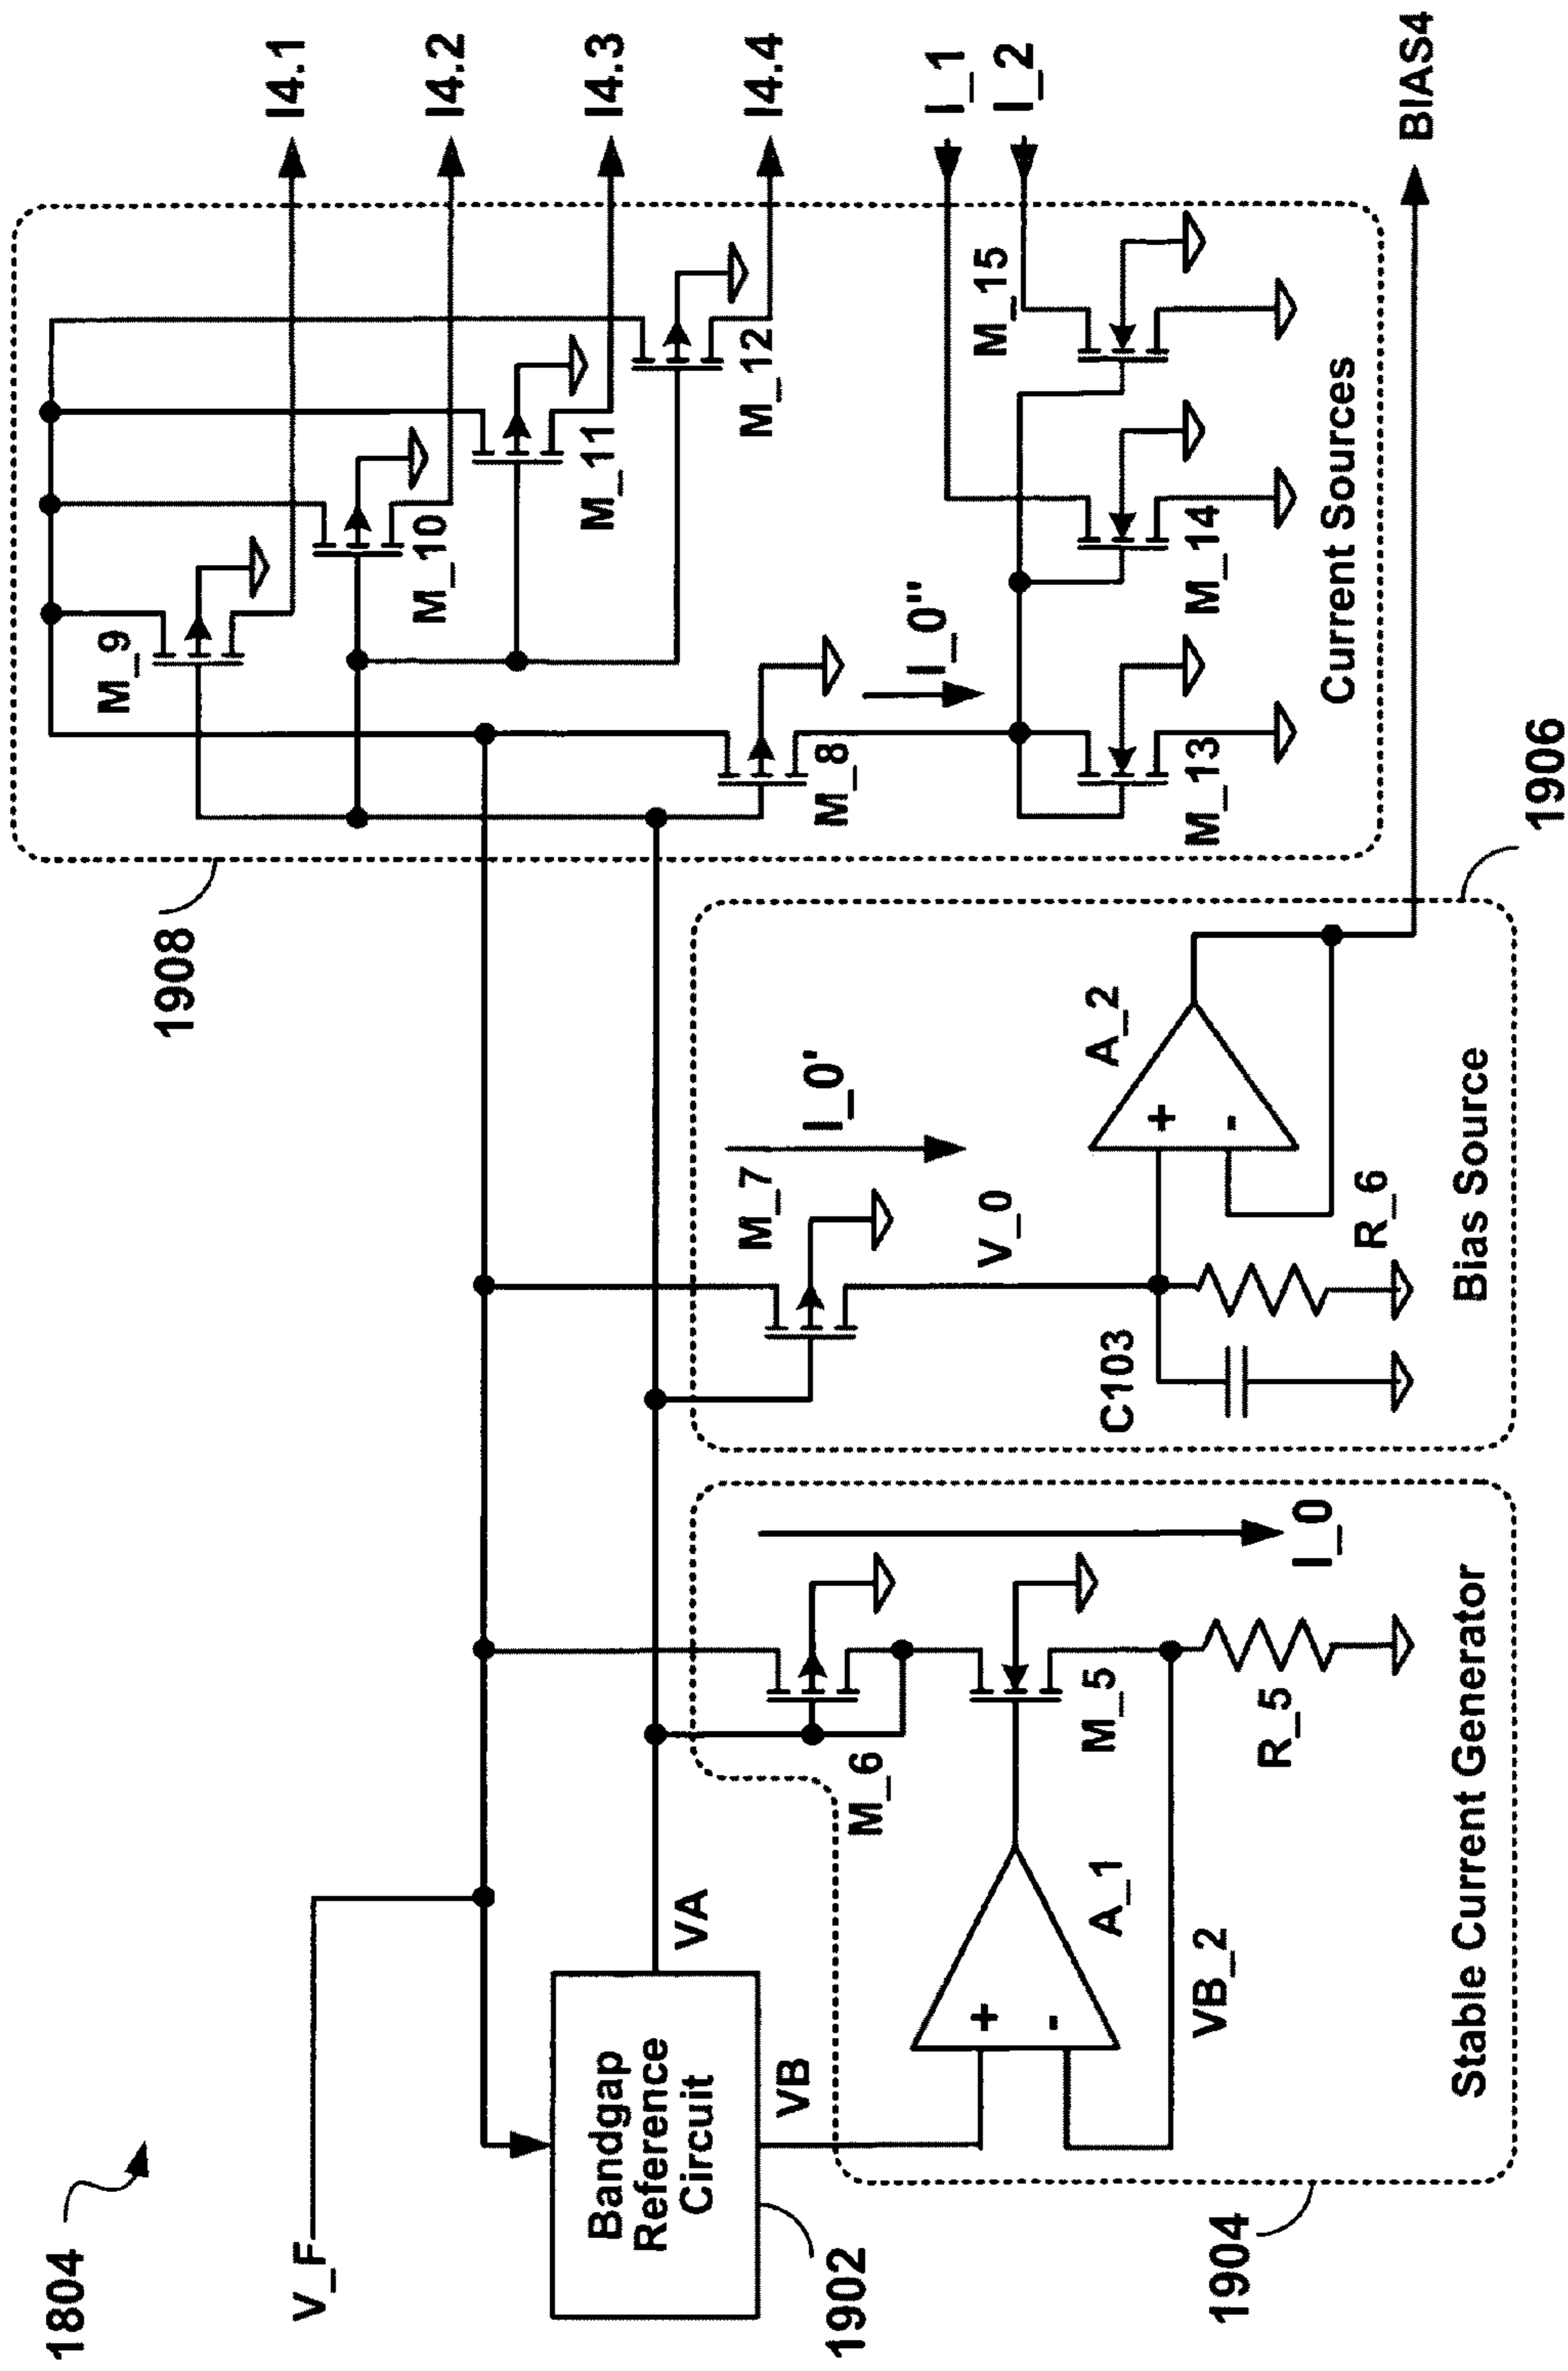 1804
V_F
Bandgap
Reference
Circuit
1902
VA
VB
1904
A_1
+
-
VB_2
M_6
M_5
R_5
I_0
Stable Current Generator
M_7
I_0'
V_0
C103
R_6
A_2
+
-
Bias Source
1906
BIAS4
1908
M_9
M_10
M_11
M_12
M_8
I_0"
M_13
M_14
M_15
Current Sources
I4.1
I4.2
I4.3
I4.4
I_1
I_2